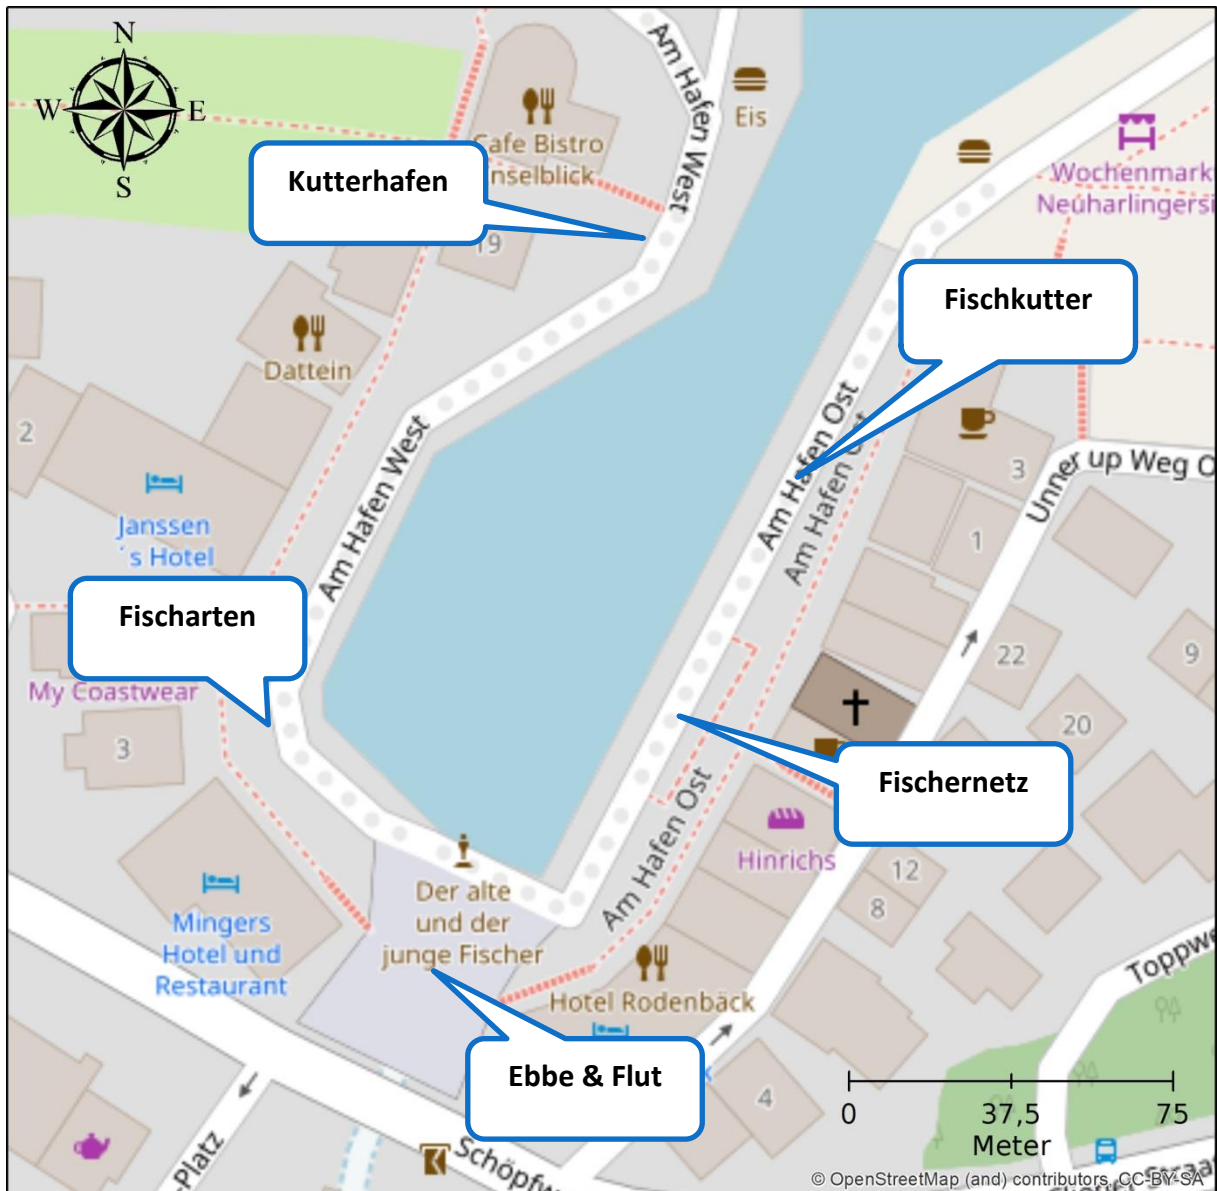 N
W E
S
Am Hafen West
Eis
Cafe Bistro
Inselblick
19
Kutterhafen
Wochenmark
Neuharlingersi
Fischkutter
Dattein
2
Am Hafen West
Am Hafen Ost
Am Hafen Ost
3
Unner up Weg O
1
Janssen
´s Hotel
Fischarten
My Coastwear
3
22
9
20
Fischernetz
Hinrichs
Am Hafen Ost
12
8
Der alte
und der
junge Fischer
Mingers
Hotel und
Restaurant
Hotel Rodenbäck
Toppwe
Ebbe & Flut
4
0 37,5 75
Meter
-Platz
Schöpfw
© OpenStreetMap (and) contributors, CC-BY-SA